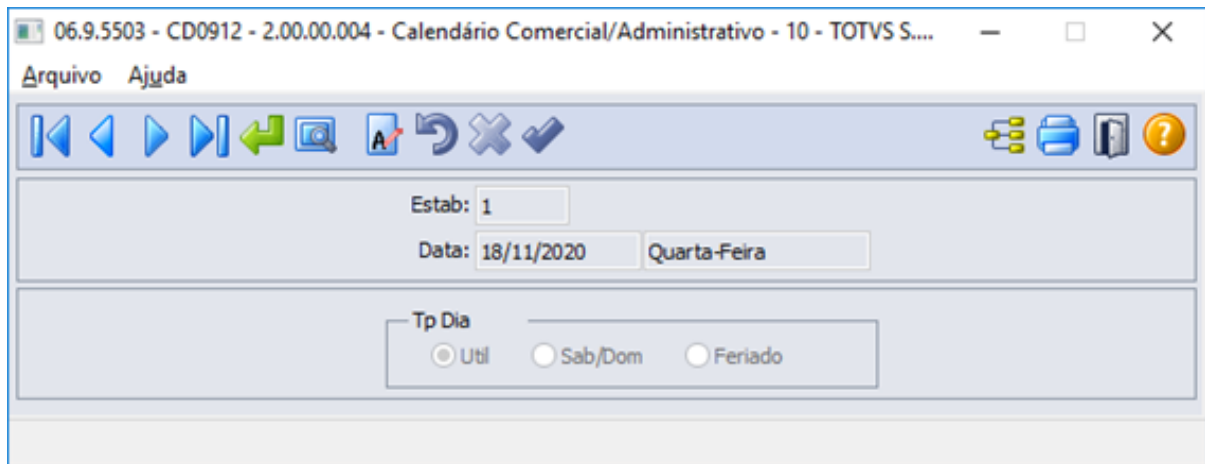 06.9.5503 - CD0912 - 2.00.00.004 - Calendário Comercial/Administrativo - 10 - TOTVS S....
Arquivo Ajuda
Estab: 1
Data: 18/11/2020 Quarta-Feira
Tp Dia
Util Sab/Dom Feriado